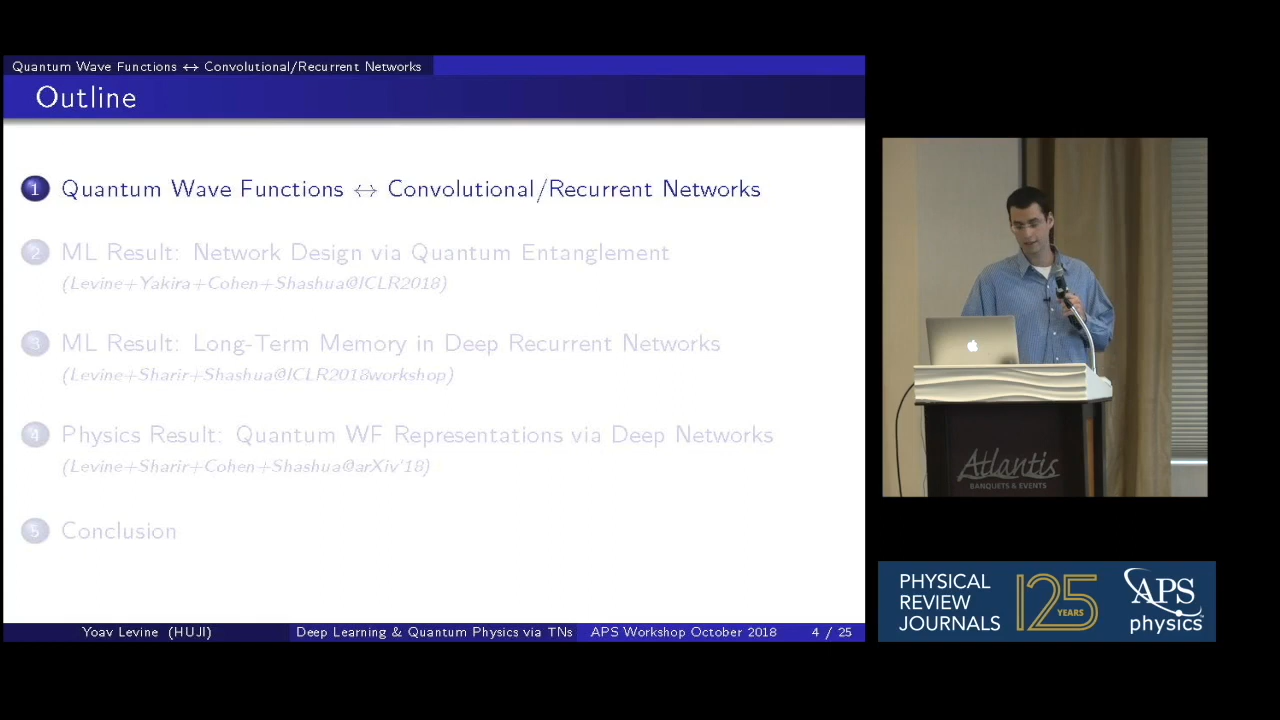 Quantum Wave Functions ↔ Convolutional/Recurrent Networks
Outline
1 Quantum Wave Functions ↔ Convolutional/Recurrent Networks
2 ML Result: Network Design via Quantum Entanglement
(Levine+Yakira+Cohen+Shashua@ICLR2018)
3 ML Result: Long-Term Memory in Deep Recurrent Networks
(Levine+Sharir+Shashua@ICLR2018workshop)
4 Physics Result: Quantum WF Representations via Deep Networks
(Levine+Sharir+Cohen+Shashua@arXiv'18)
5 Conclusion
Yoav Levine (HUJI) Deep Learning & Quantum Physics via TNs APS Workshop October 2018 4 / 25
Atlantis
BANQUETS & EVENTS
PHYSICAL
REVIEW
JOURNALS
125
YEARS
APS
physics